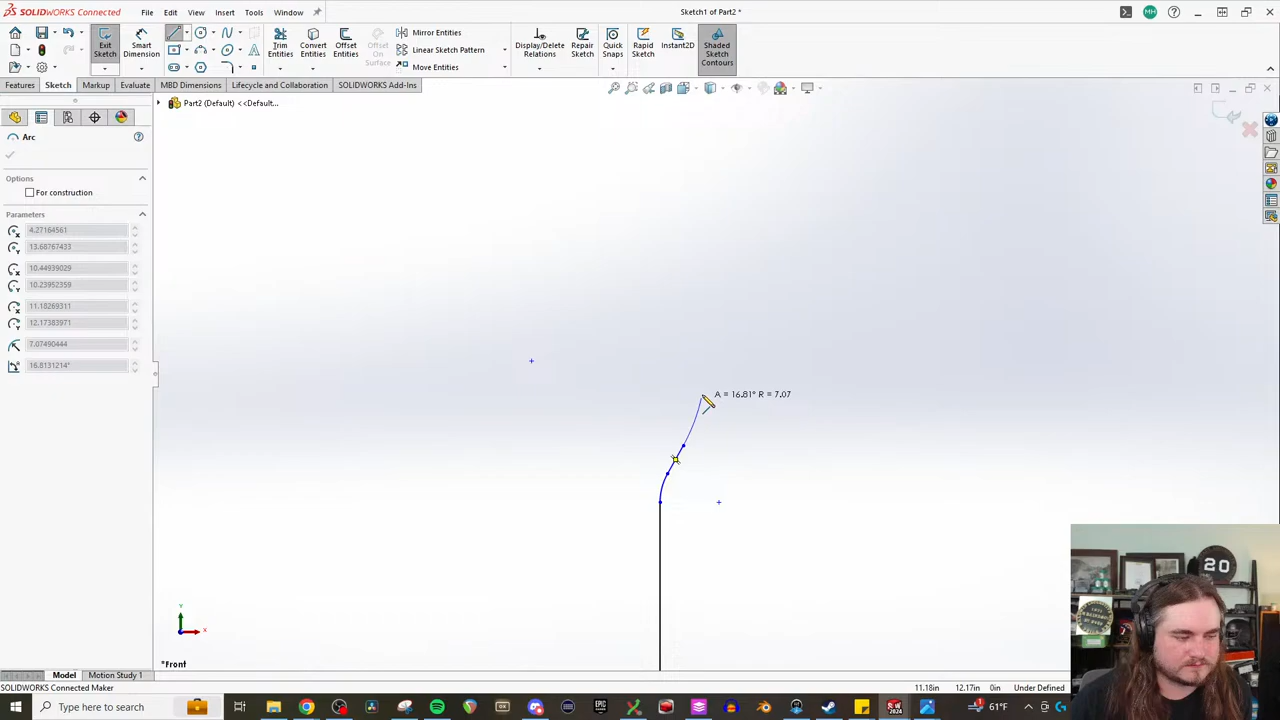 SOLIDWORKS
File
Edit
View
Insert
Tools
Window
Sketch1 of Part2 *
MH
Exit Sketch
Smart Dimension
Trim Entities
Convert Entities
Offset Entities
Offset On Surface
Mirror Entities
Linear Sketch Pattern
Move Entities
Display/Delete Relations
Repair Sketch
Quick Snaps
Rapid Sketch
Instant2D
Shaded Sketch Contours
Features
Sketch
Markup
Evaluate
MBD Dimensions
Lifecycle and Collaboration
SOLIDWORKS Add-Ins
Part2 (Default) <<Default...
Arc
Options
For construction
Parameters
4.27164561
13.68767433
10.44939029
10.23952359
11.18269311
12.17383971
7.07490444
16.8131214°
A = 16.81° R = 7.07
20
Y
X
*Front
Model
Motion Study 1
SOLIDWORKS Connected Maker
11.18in
12.17in
0in
Under Defined
Type here to search
61°F